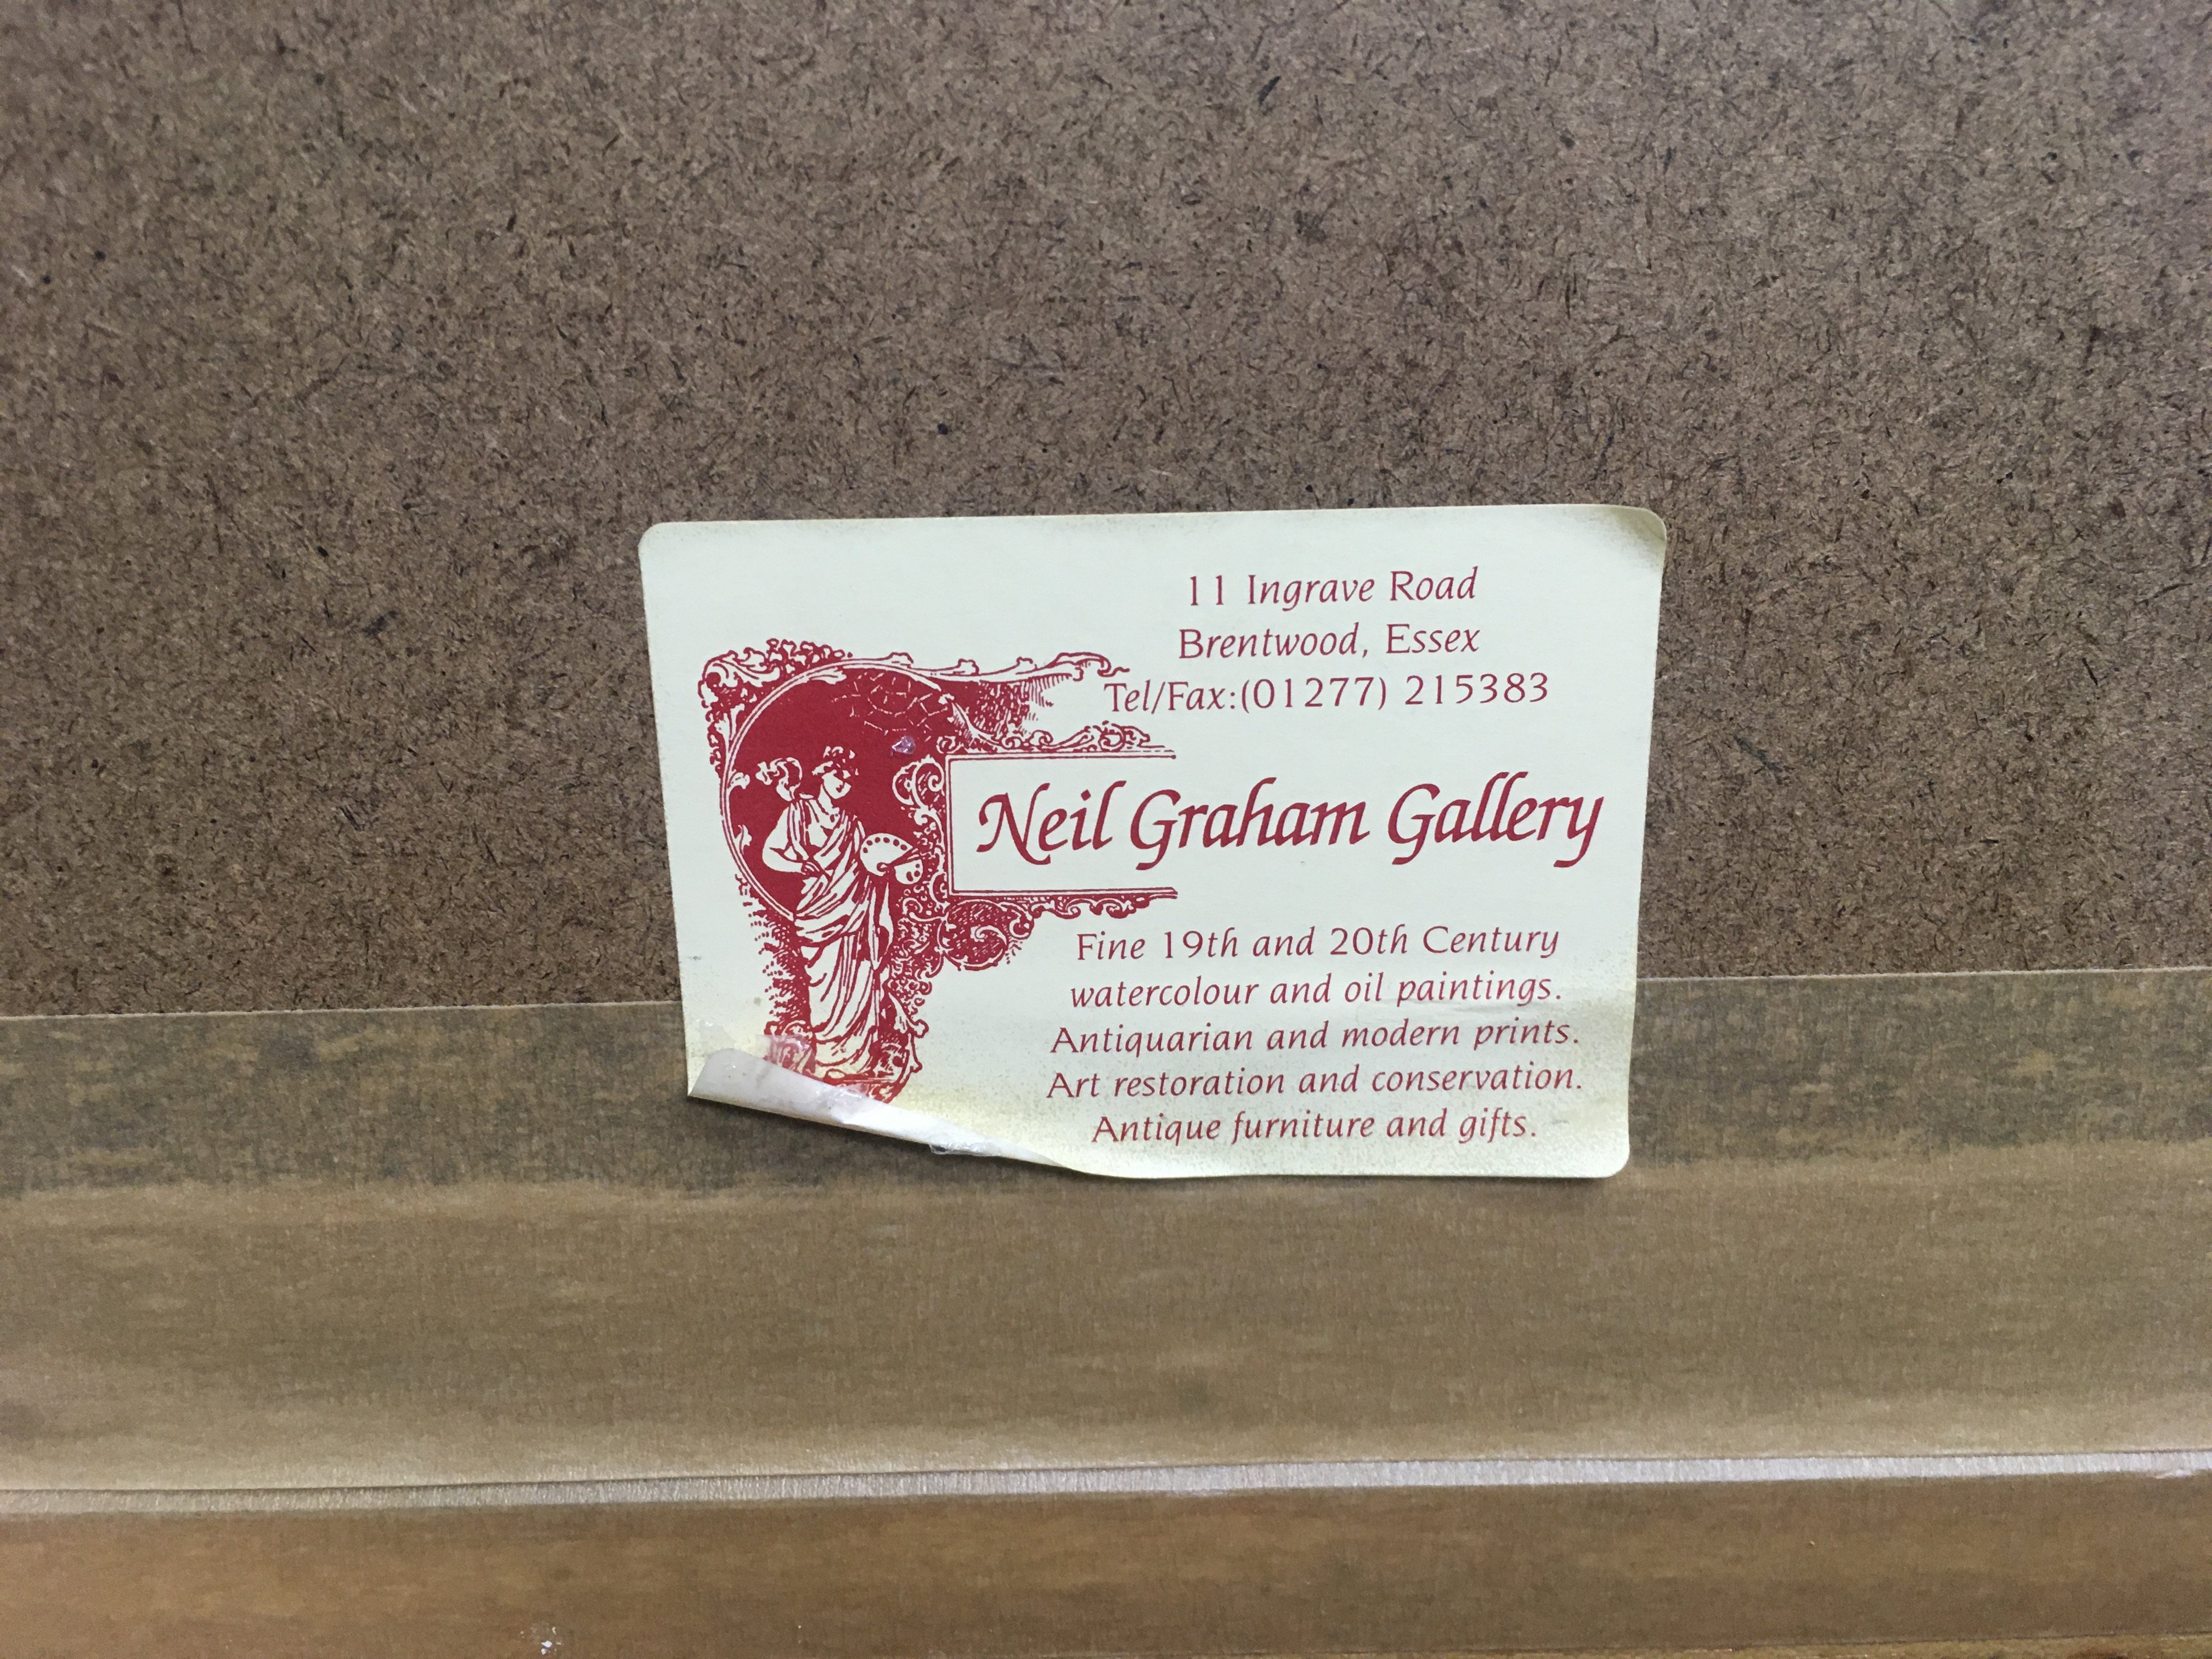 11 Ingrave Road
Brentwood, Essex
Tel/Fax:(01277) 215383
Neil Graham Gallery
Fine 19th and 20th Century
watercolour and oil paintings.
Antiquarian and modern prints.
Art restoration and conservation.
Antique furniture and gifts.